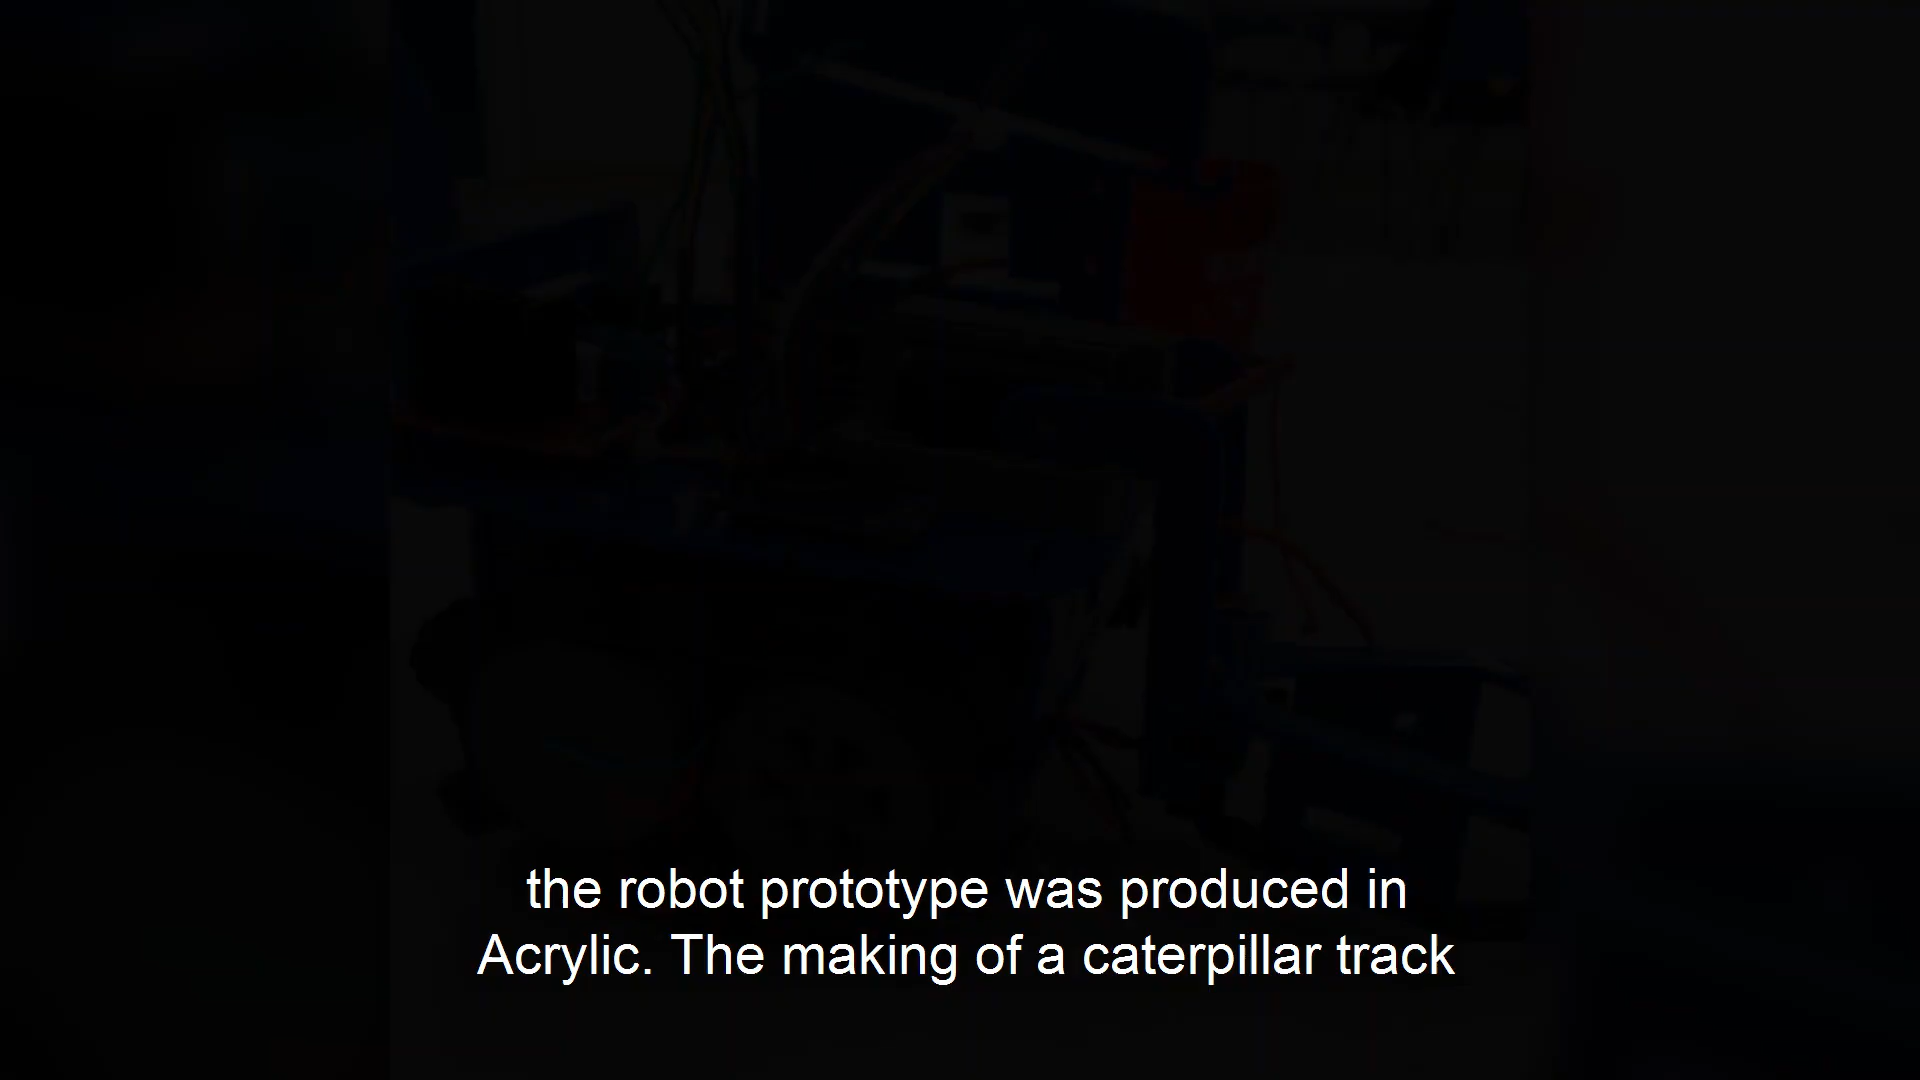 the robot prototype was produced in
Acrylic. The making of a caterpillar track